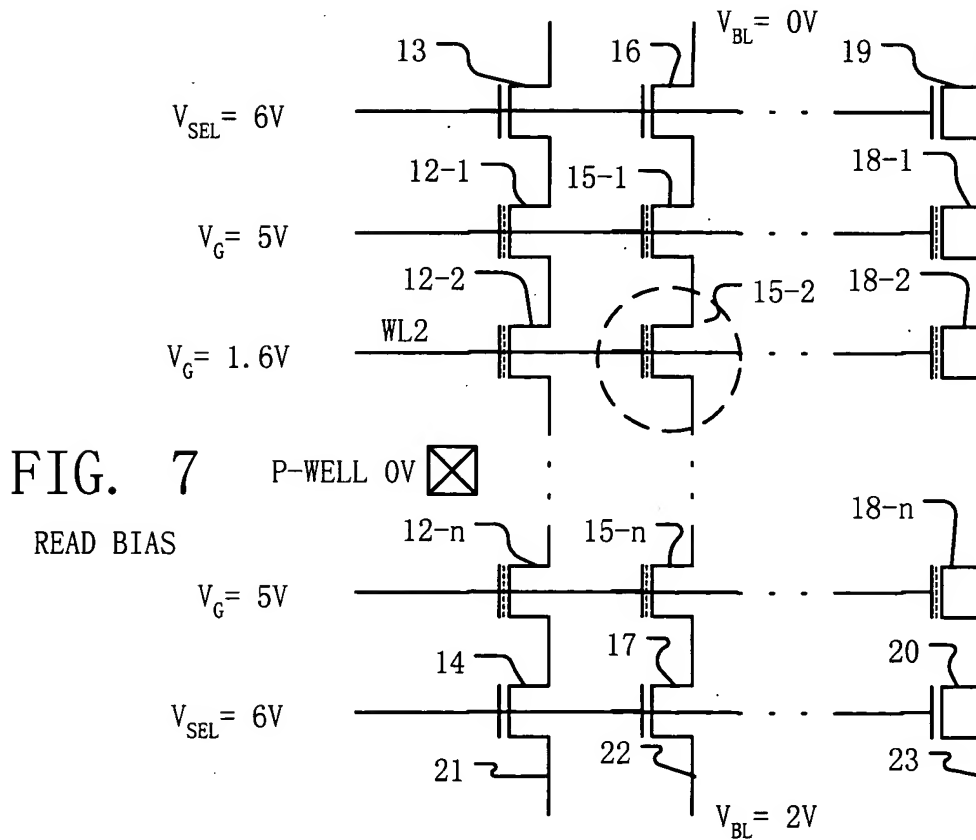 V_BL= 0V
13
16
19
V_SEL= 6V
12-1
15-1
18-1
V_G= 5V
12-2
15-2
18-2
WL2
V_G= 1.6V
FIG. 7
P-WELL 0V
READ BIAS
12-n
15-n
18-n
V_G= 5V
14
17
20
V_SEL= 6V
21
22
23
V_BL= 2V